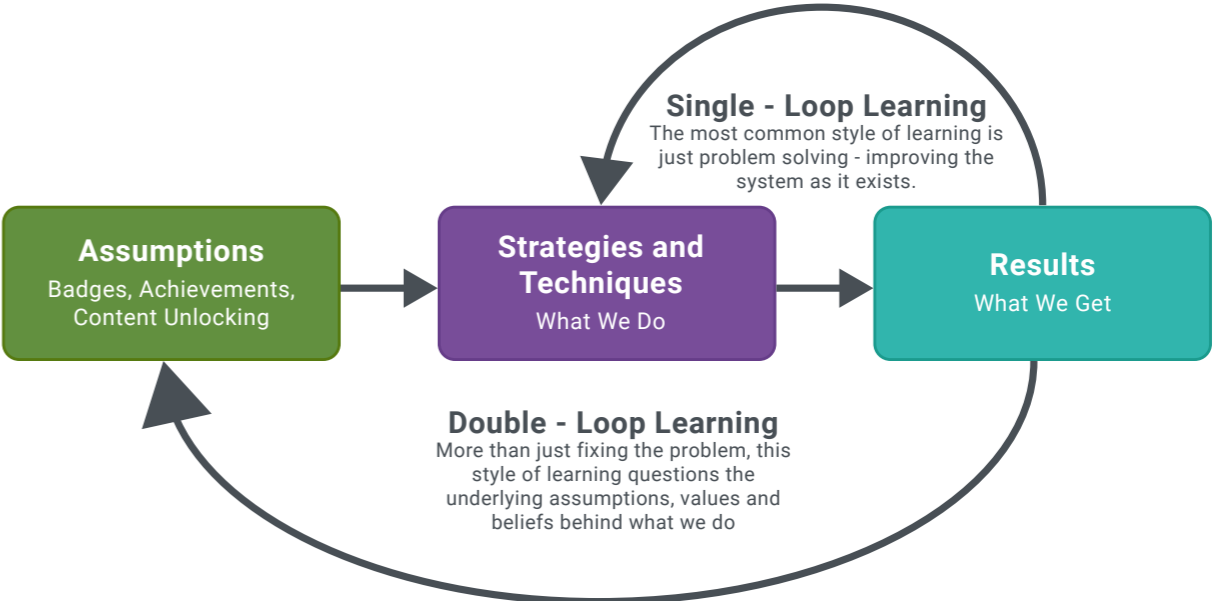 Single - Loop Learning
The most common style of learning is
just problem solving - improving the
system as it exists.
Assumptions
Badges, Achievements,
Content Unlocking
Strategies and
Techniques
What We Do
Results
What We Get
Double - Loop Learning
More than just fixing the problem, this
style of learning questions the
underlying assumptions, values and
beliefs behind what we do